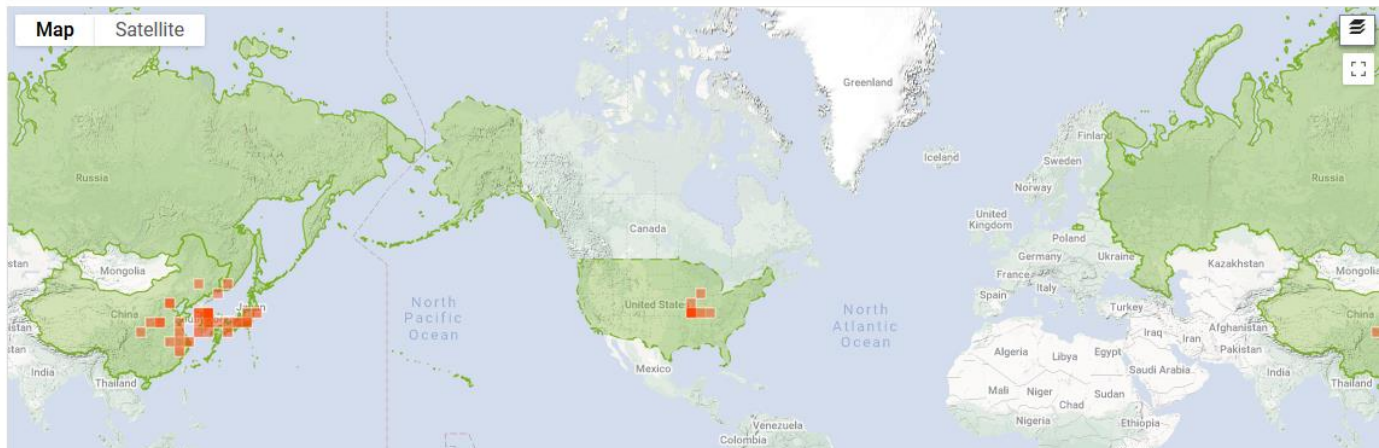 Map Satellite
Greenland
Finland
Iceland
Sweden
Russia
Norway
Russia
Canada
United
Kingdom
Poland
Germany
Ukraine
Kazakhstan
Mongolia
France
Mongolia
Italy
North
Pacific
Ocean
United States
North
Atlantic
Ocean
Spain
Turkey
China
Japan
China
Iraq
Iran
Afghanistan
Pakistan
Algeria
Libya
Egypt
Saudi Arabia
India
Thailand
Mexico
India
Thailand
Mali
Niger
Chad
Sudan
Nigeria
Ethiopia
Venezuela
Colombia